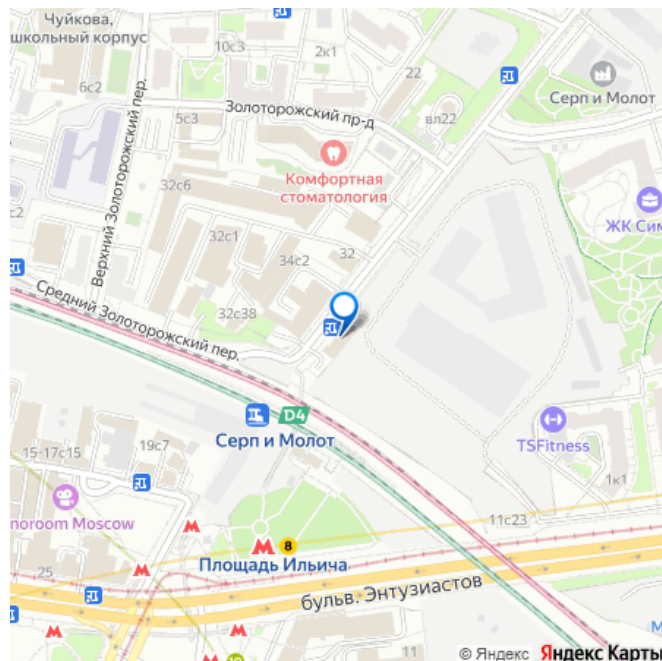 Чуйкова,
школьный корпус
10с3
2к1
6с2
5с3
Золоторожский пр-д
22
вл22
Серп и Молот
Верхний Золоторожский пер.
Комфортная
стоматология
32с6
с2
32с1
34с2
32
ЖК Сим
Средний Золоторожский пер.
32с38
D4
Серп и Молот
TSFitness
15-17с15
19с7
1к1
noroom Moscow
11с23
8
Площадь Ильича
25
бульв. Энтузиастов
11
10
М
© Яндекс Яндекс Карты